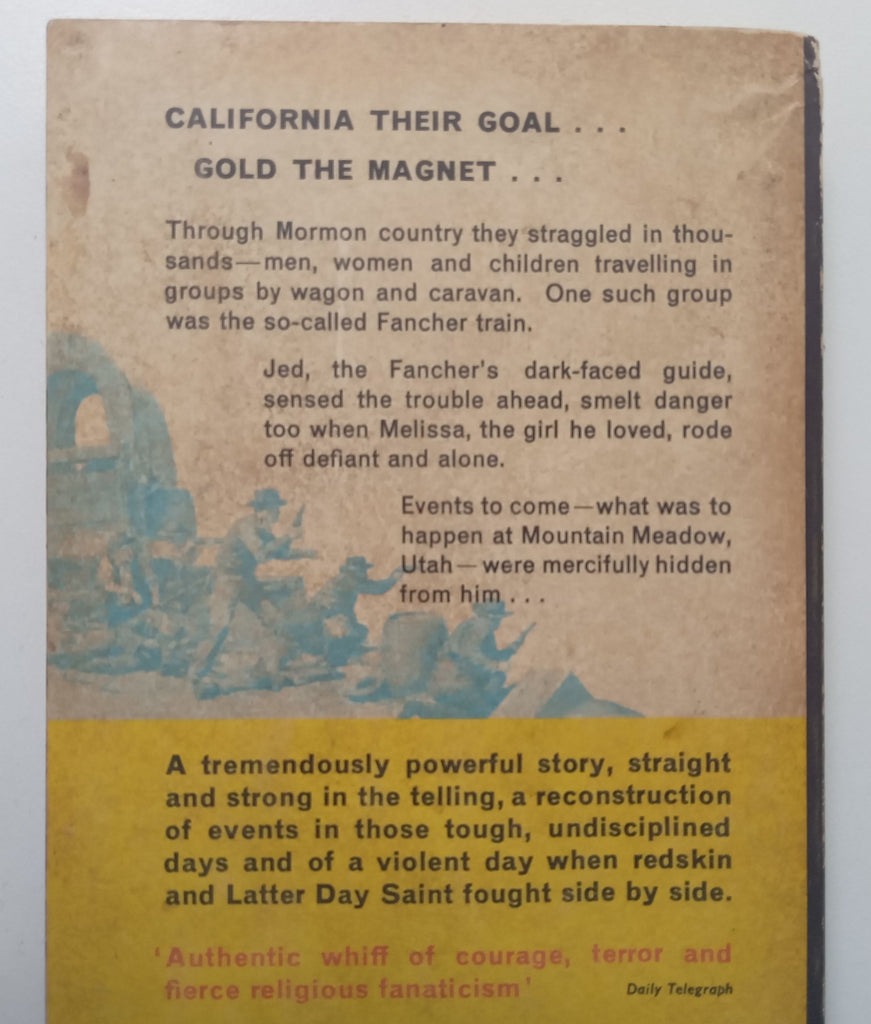 CALIFORNIA THEIR GOAL . . .
GOLD THE MAGNET . . .
Through Mormon country they straggled in thou-
sands—men, women and children travelling in
groups by wagon and caravan. One such group
was the so-called Fancher train.
Jed, the Fancher's dark-faced guide,
sensed the trouble ahead, smelt danger
too when Melissa, the girl he loved, rode
off defiant and alone.
Events to come—what was to
happen at Mountain Meadow,
Utah—were mercifully hidden
from him . . .
A tremendously powerful story, straight
and strong in the telling, a reconstruction
of events in those tough, undisciplined
days and of a violent day when redskin
and Latter Day Saint fought side by side.
'Authentic whiff of courage, terror and
fierce religious fanaticism' Daily Telegraph